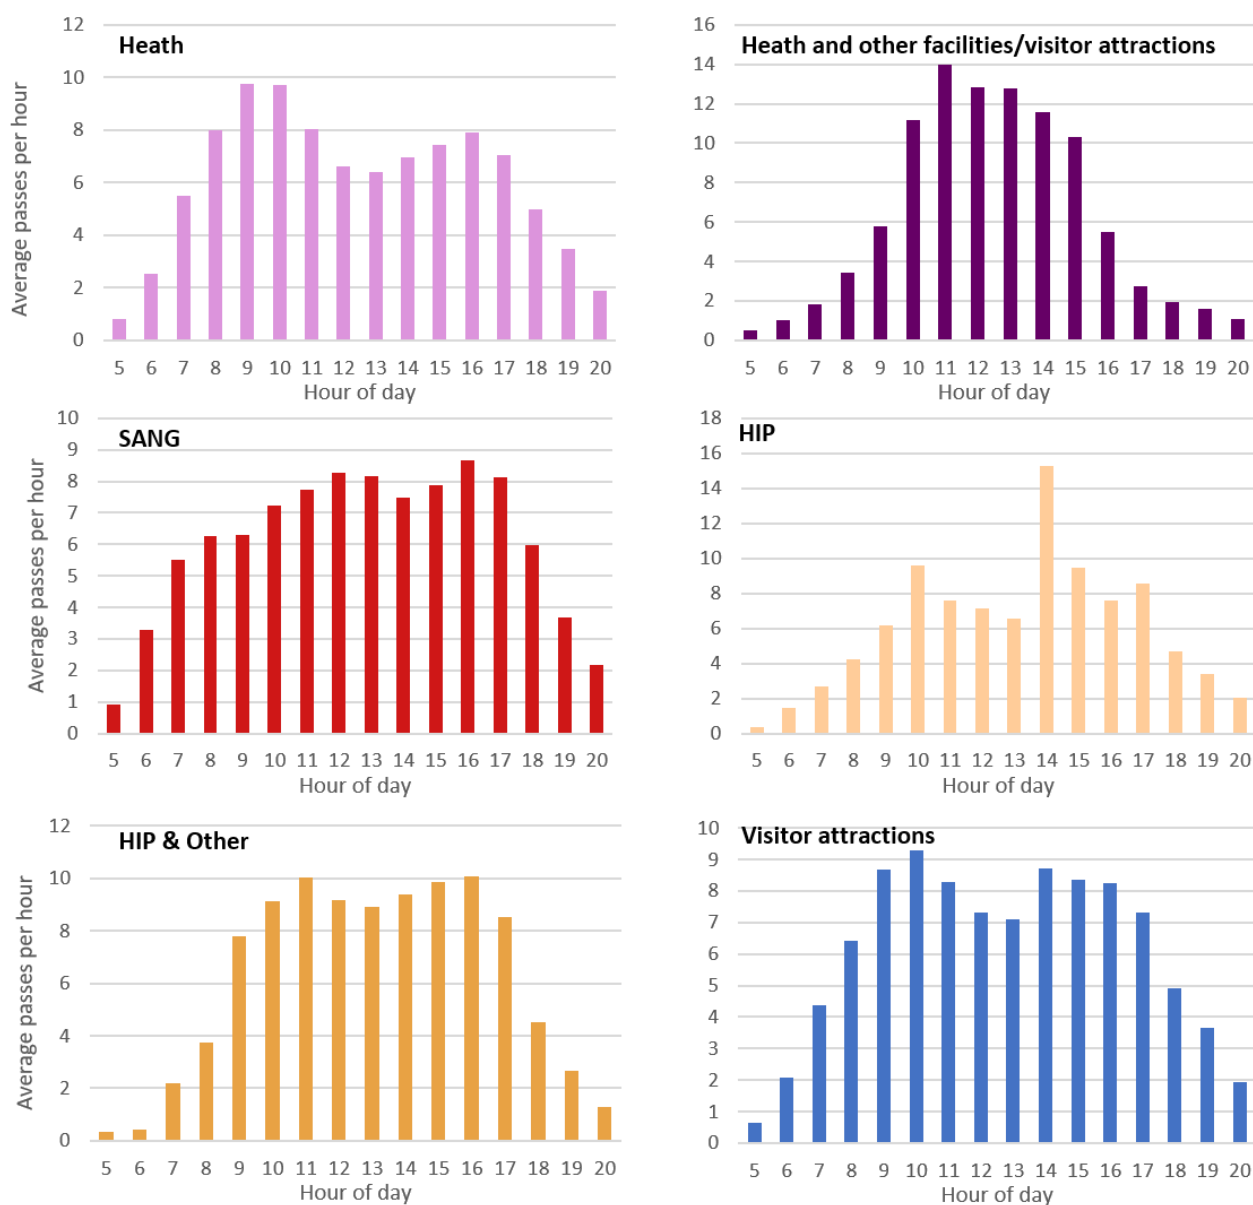 Heath
Average passes per hour
12
10
8
6
4
2
0
5 6 7 8 9 10 11 12 13 14 15 16 17 18 19 20
Hour of day
Heath and other facilities/visitor attractions
16
14
12
10
8
6
4
2
0
5 6 7 8 9 10 11 12 13 14 15 16 17 18 19 20
Hour of day
SANG
Average passes per hour
10
9
8
7
6
5
4
3
2
1
0
5 6 7 8 9 10 11 12 13 14 15 16 17 18 19 20
Hour of day
HIP
18
16
14
12
10
8
6
4
2
0
5 6 7 8 9 10 11 12 13 14 15 16 17 18 19 20
Hour of day
HIP & Other
Average passes per hour
12
10
8
6
4
2
0
5 6 7 8 9 10 11 12 13 14 15 16 17 18 19 20
Hour of day
Visitor attractions
10
9
8
7
6
5
4
3
2
1
0
5 6 7 8 9 10 11 12 13 14 15 16 17 18 19 20
Hour of day